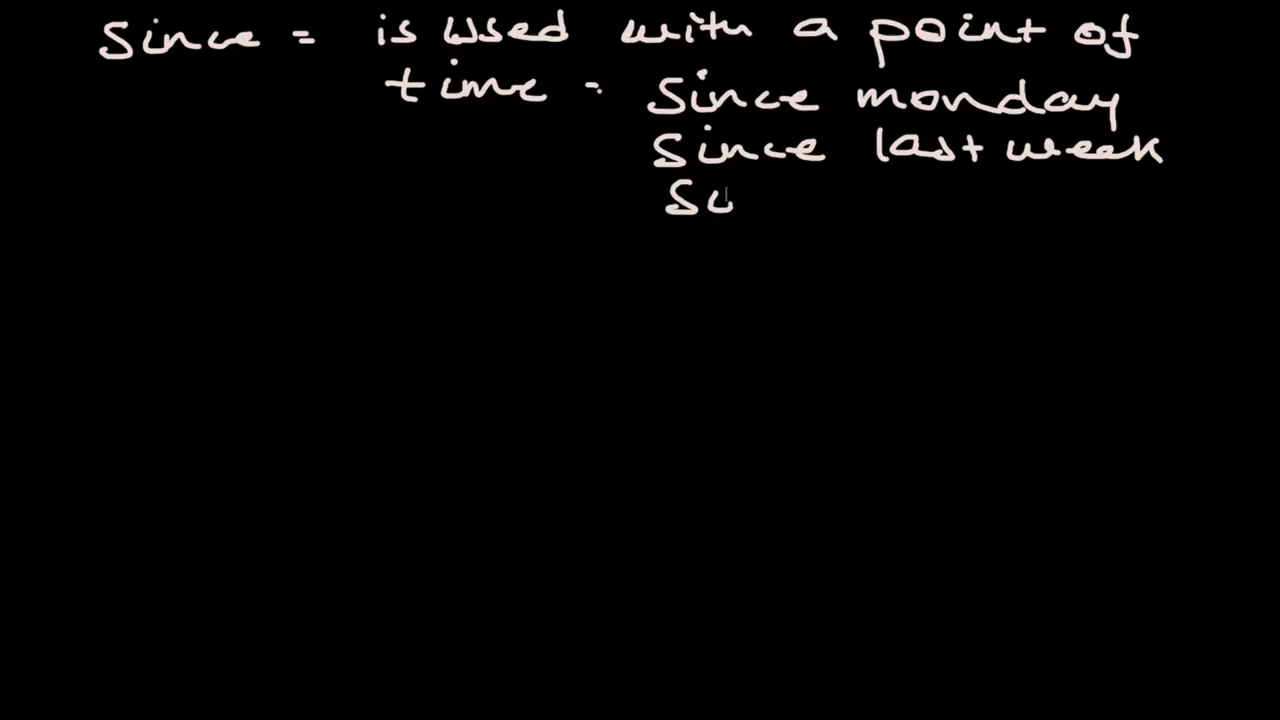 since = is used with a point of
time - since monday
since last week